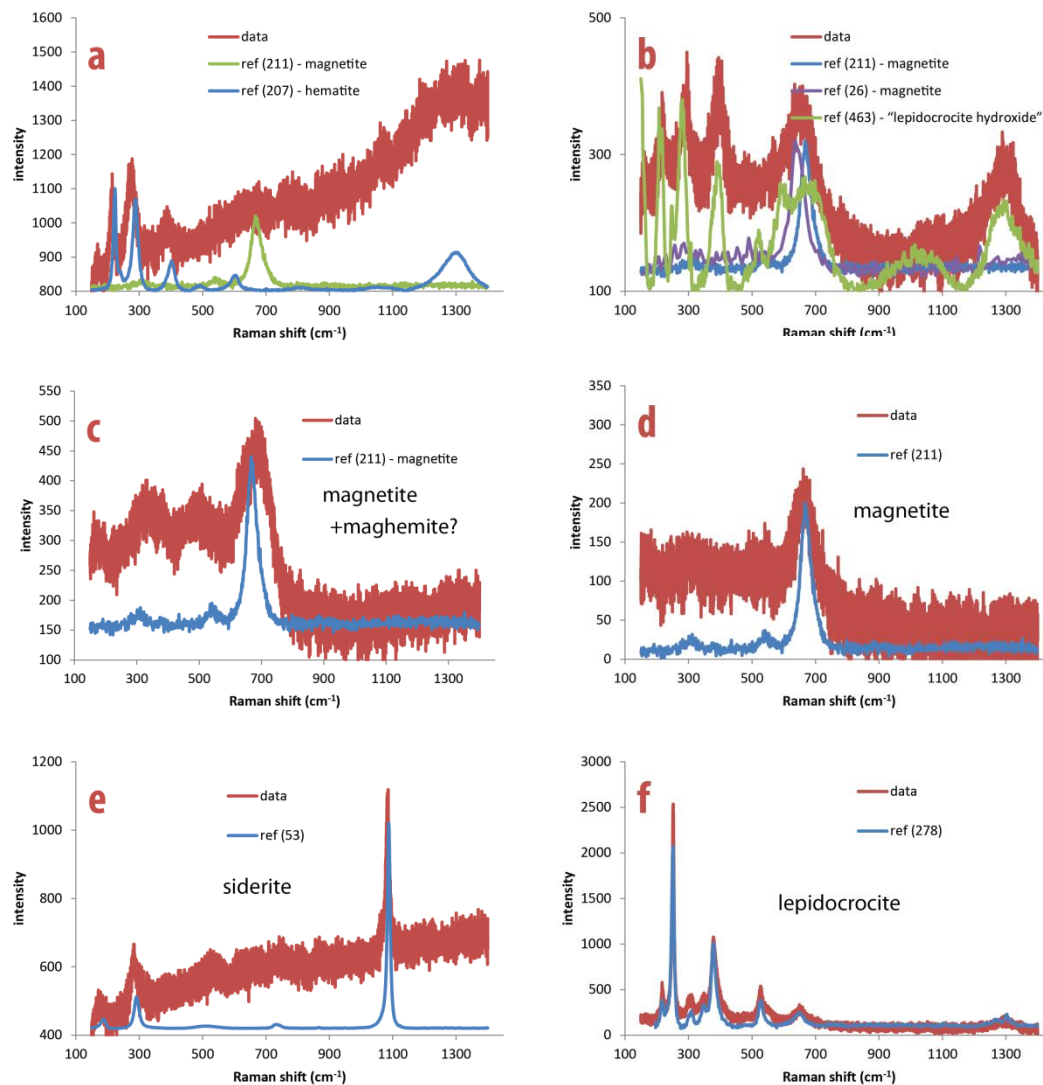 a
1600
1500
1400
1300
1200
1100
1000
900
800
intensity
data
ref (211) - magnetite
ref (207) - hematite
100 300 500 700 900 1100 1300
Raman shift (cm⁻¹)
b
500
300
100
intensity
data
ref (211) - magnetite
ref (26) - magnetite
ref (463) - “lepidocrocite hydroxide”
100 300 500 700 900 1100 1300
Raman shift (cm⁻¹)
c
550
500
450
400
350
300
250
200
150
100
intensity
data
ref (211) - magnetite
magnetite
+maghemite?
100 300 500 700 900 1100 1300
Raman shift (cm⁻¹)
d
350
300
250
200
150
100
50
0
intensity
data
ref (211)
magnetite
100 300 500 700 900 1100 1300
Raman shift (cm⁻¹)
e
1200
1000
800
600
400
intensity
data
ref (53)
siderite
100 300 500 700 900 1100 1300
Raman shift (cm⁻¹)
f
3000
2500
2000
1500
1000
500
0
intensity
data
ref (278)
lepidocrocite
100 300 500 700 900 1100 1300
Raman shift (cm⁻¹)